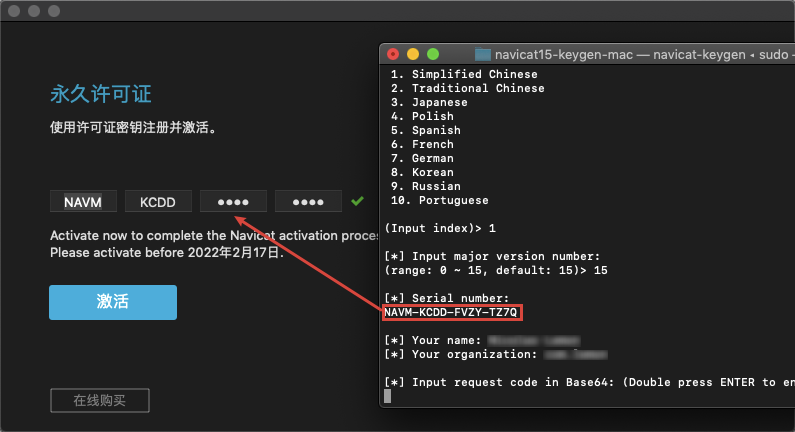 永久许可证
使用许可证密钥注册并激活。
NAVM KCDD •••• ••••
Activate now to complete the Navicat activation
Please activate before 2022年2月17日.
激活
在线购买
navicat15-keygen-mac — navicat-keygen ◂ sudo
1. Simplified Chinese
2. Traditional Chinese
3. Japanese
4. Polish
5. Spanish
6. French
7. German
8. Korean
9. Russian
10. Portuguese
(Input index)> 1
[*] Input major version number:
(range: 0 ~ 15, default: 15)> 15
[*] Serial number:
NAVM-KCDD-FVZY-TZ7Q
[*] Your name:
[*] Your organization:
[*] Input request code in Base64: (Double press ENTER to